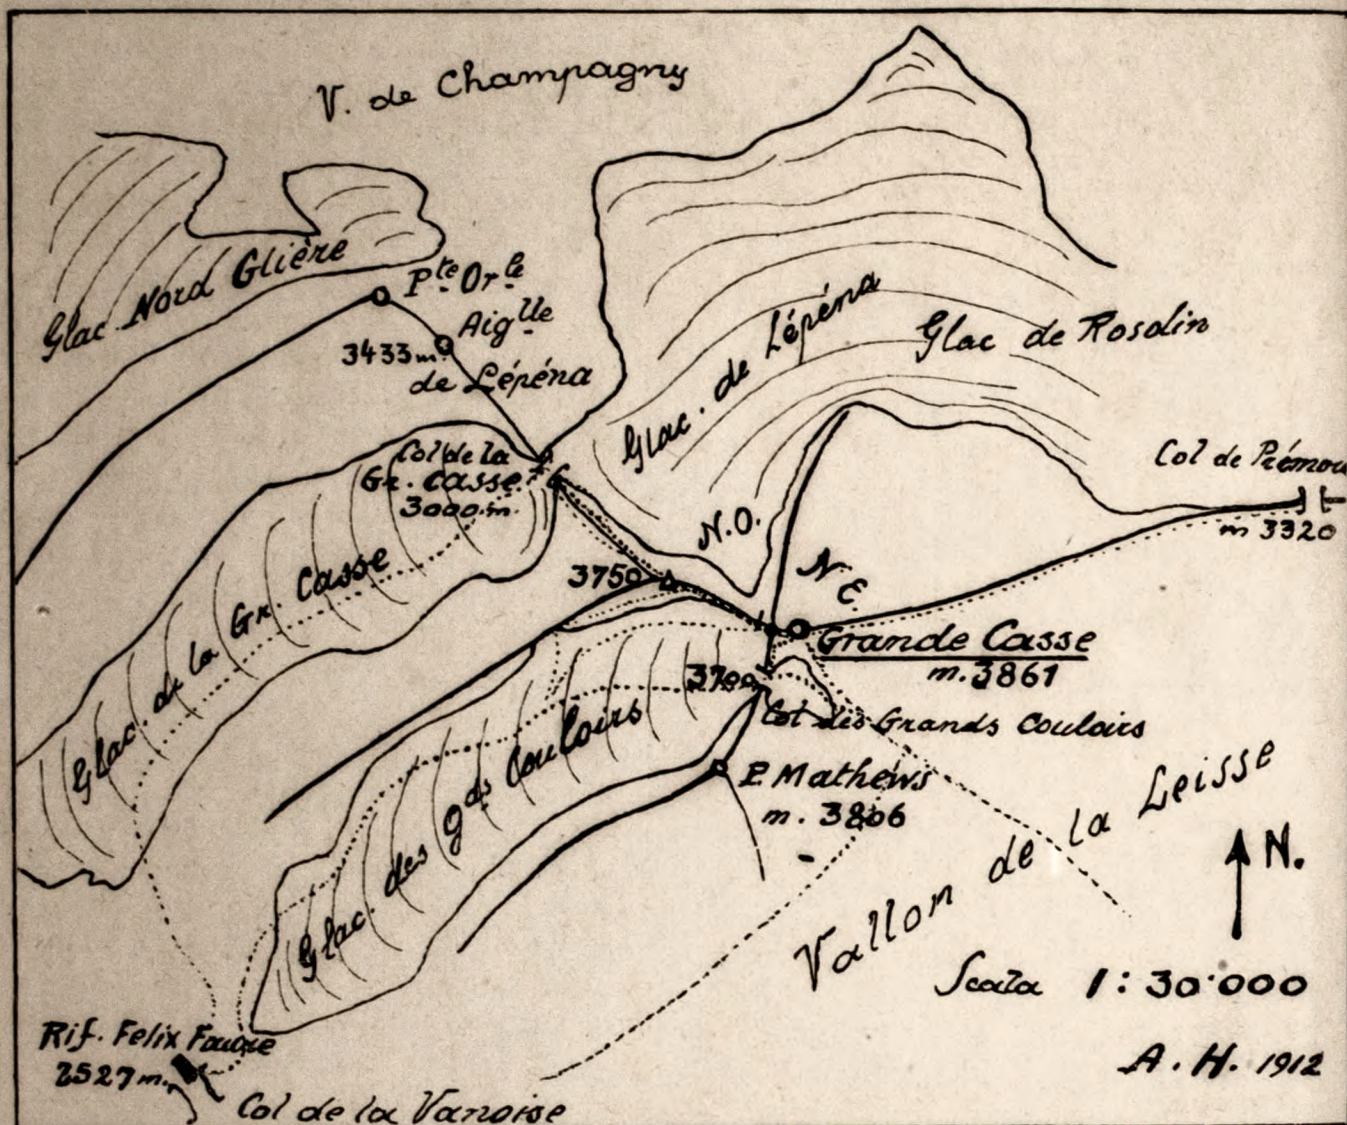 V. de Champagny
Glac. Nord Glière
Pte Orle
Aiglle
3433 m.
de Lépéna
Glac. de Lépéna
Glac de Rosolin
Col de la
Gr. Casse
3000 m.
Col de
m 3320
N.O.
N.E.
3750
Glac. de la Gr. Casse
Grande Casse
m. 3861
3700
Col des Grands Couloirs
Glac. des gds Couloirs
P. Mathews
m. 3806
Vallon de la Leisse
N.
Scala 1:30.000
Rif. Felix Faure
2527 m.
Col de la Vanoise
A. H. 1912